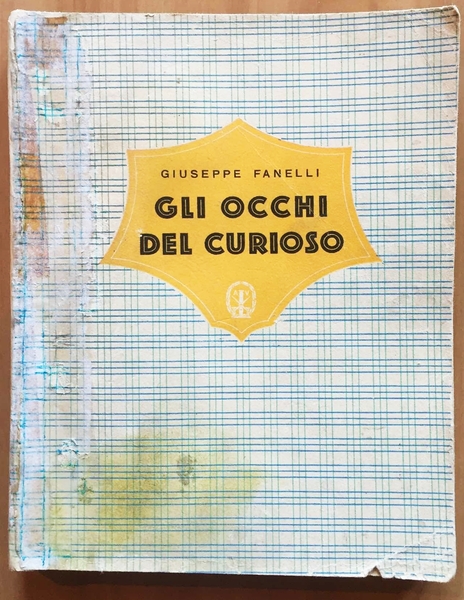 GIUSEPPE FANELLI
GLI OCCHI
DEL CURIOSO